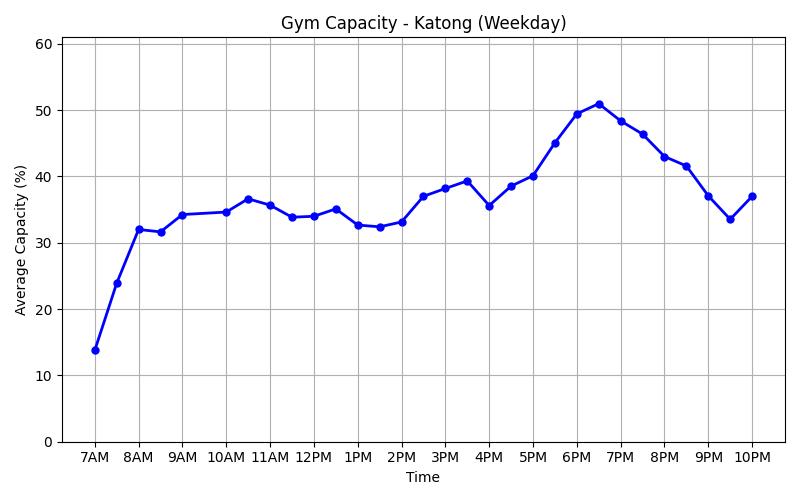 Gym Capacity - Katong (Weekday)
60
50
40
30
20
10
0
Average Capacity (%)
7AM 8AM 9AM 10AM 11AM 12PM 1PM 2PM 3PM 4PM 5PM 6PM 7PM 8PM 9PM 10PM
Time